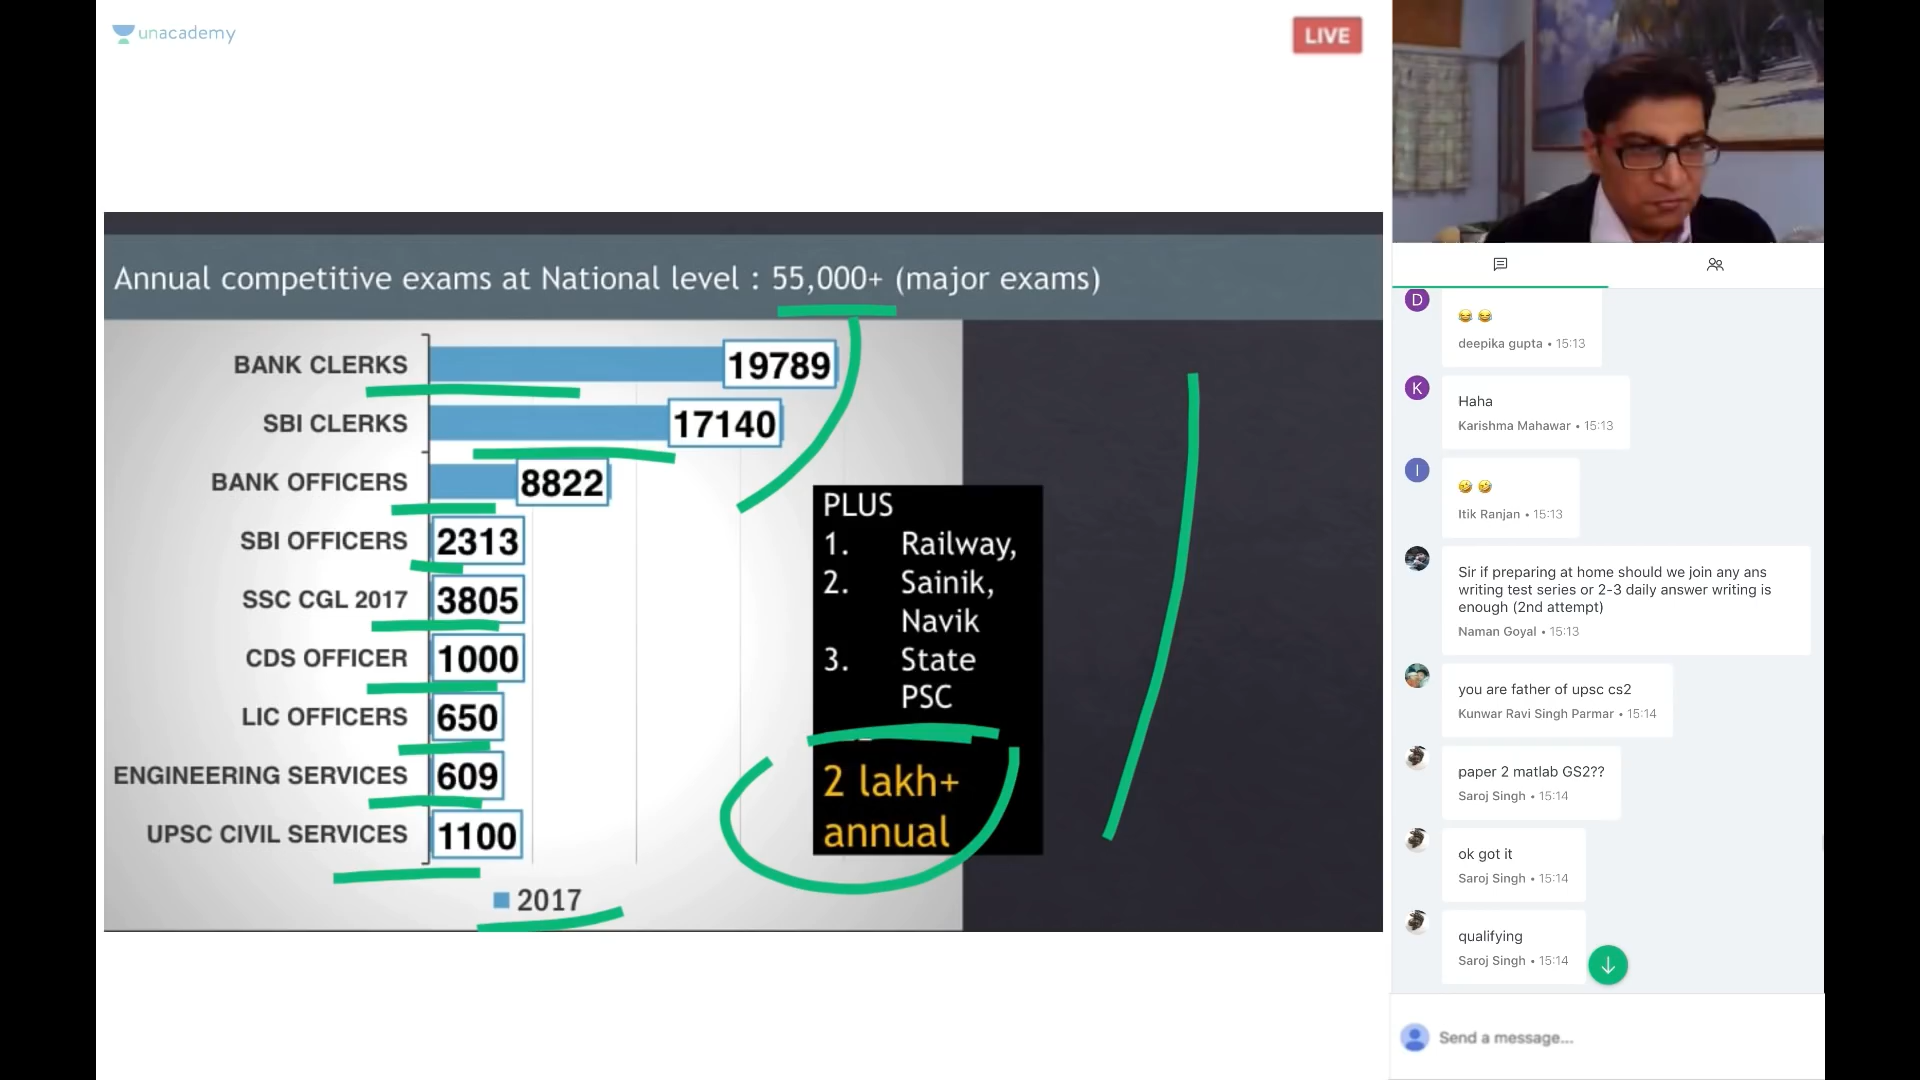 unacademy
LIVE
Annual competitive exams at National level : 55,000+ (major exams)
BANK CLERKS 19789
SBI CLERKS 17140
BANK OFFICERS 8822
SBI OFFICERS 2313
SSC CGL 2017 3805
CDS OFFICER 1000
LIC OFFICERS 650
ENGINEERING SERVICES 609
UPSC CIVIL SERVICES 1100
2017
PLUS
1. Railway,
2. Sainik,
Navik
3. State
PSC
2 lakh+
annual
D
deepika gupta • 15:13
K
Haha
Karishma Mahawar • 15:13
I
Itik Ranjan • 15:13
Sir if preparing at home should we join any ans
writing test series or 2-3 daily answer writing is
enough (2nd attempt)
Naman Goyal • 15:13
you are father of upsc cs2
Kunwar Ravi Singh Parmar • 15:14
paper 2 matlab GS2??
Saroj Singh • 15:14
ok got it
Saroj Singh • 15:14
qualifying
Saroj Singh • 15:14
Send a message...